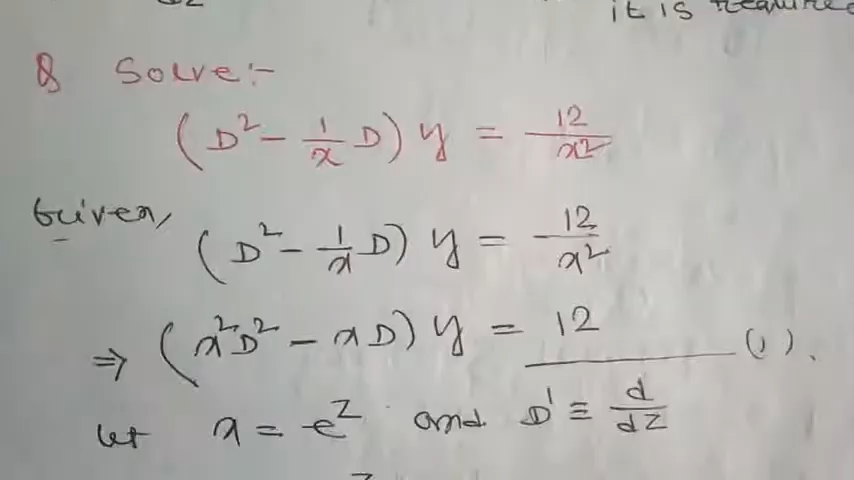 it is required
Q Solve:-
(D² - 1/x D) y = 12/x²
Given,
(D² - 1/x D) y = 12/x²
⇒ (x²D² - xD) y = 12 ——— (1).
let x = e^z and D' ≡ d/dz